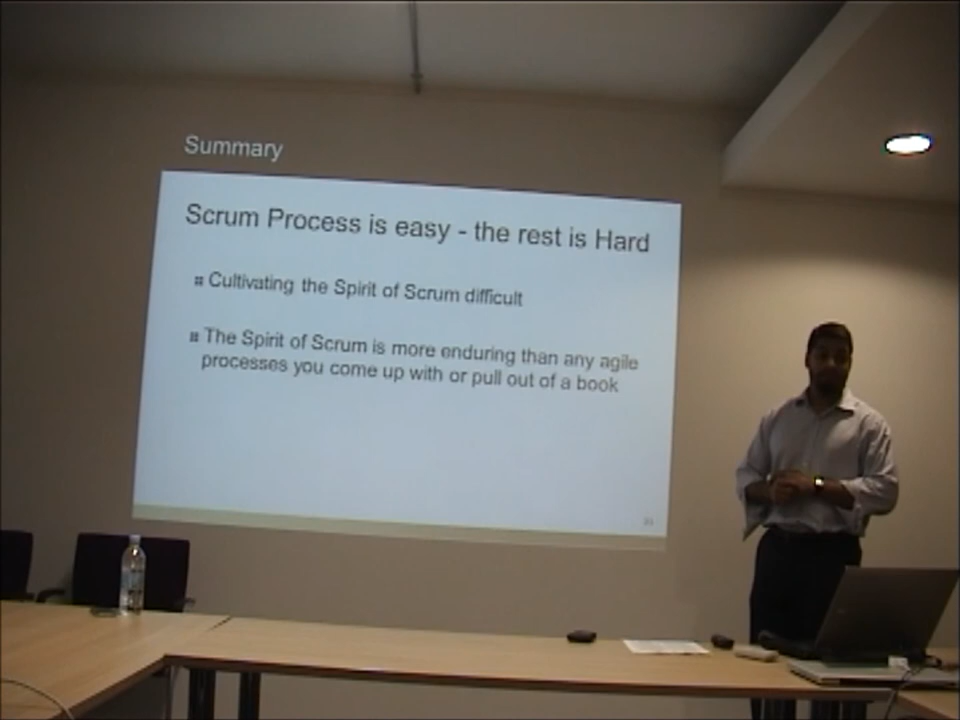 Summary
Scrum Process is easy - the rest is Hard
Cultivating the Spirit of Scrum difficult
The Spirit of Scrum is more enduring than any agile
processes you come up with or pull out of a book